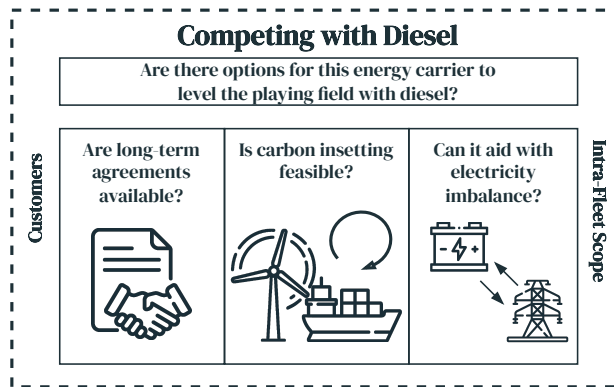 Competing with Diesel
Are there options for this energy carrier to
level the playing field with diesel?
Customers
Are long-term
agreements
available?
Is carbon insetting
feasible?
Can it aid with
electricity
imbalance?
Intra-Fleet Scope